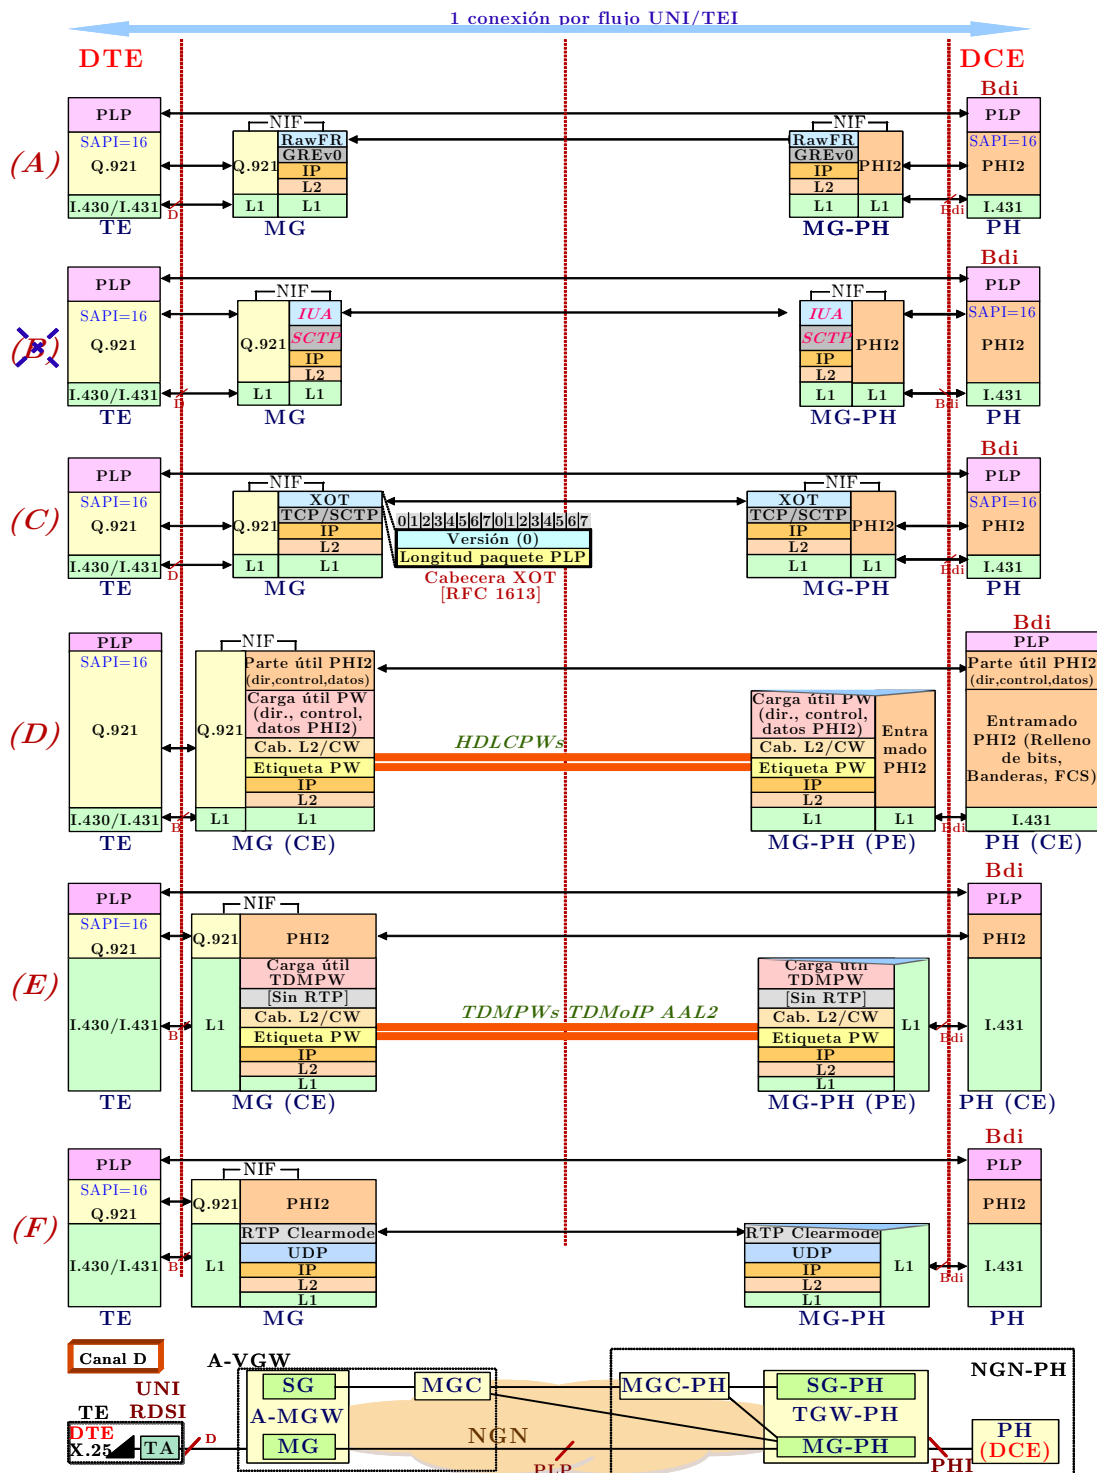 1 conexión por flujo UNI/TEI
DTE
DCE
(A)
PLP
SAPI=16
Q.921
I.430/I.431
TE
D
NIF
Q.921
RawFR
GREv0
IP
L2
L1
L1
MG
NIF
RawFR
GREv0
IP
L2
L1
PHI2
L1
MG-PH
Bdi
Bdi
PLP
SAPI=16
PHI2
I.431
PH
(B)
PLP
SAPI=16
Q.921
I.430/I.431
TE
D
NIF
Q.921
IUA
SCTP
IP
L2
L1
L1
MG
NIF
IUA
SCTP
IP
L2
L1
PHI2
L1
MG-PH
Bdi
Bdi
PLP
SAPI=16
PHI2
I.431
PH
(C)
PLP
SAPI=16
Q.921
I.430/I.431
TE
D
NIF
Q.921
XOT
TCP/SCTP
IP
L2
L1
L1
MG
0 1 2 3 4 5 6 7 0 1 2 3 4 5 6 7
Versión (0)
Longitud paquete PLP
Cabecera XOT
[RFC 1613]
NIF
XOT
TCP/SCTP
IP
L2
L1
PHI2
L1
MG-PH
Bdi
Bdi
PLP
SAPI=16
PHI2
I.431
PH
(D)
PLP
SAPI=16
Q.921
I.430/I.431
TE
B
NIF
Q.921
L1
Parte útil PHI2
(dir,control,datos)
Carga útil PW
(dir., control,
datos PHI2)
Cab. L2/CW
Etiqueta PW
IP
L2
L1
MG (CE)
HDLCPWs
Carga útil PW
(dir., control,
datos PHI2)
Cab. L2/CW
Etiqueta PW
IP
L2
L1
Entra
mado
PHI2
L1
MG-PH (PE)
Bdi
Bdi
PLP
Parte útil PHI2
(dir,control,datos)
Entramado
PHI2 (Relleno
de bits,
Banderas, FCS)
I.431
PH (CE)
(E)
PLP
SAPI=16
Q.921
I.430/I.431
TE
B
NIF
Q.921
L1
PHI2
Carga útil
TDMPW
[Sin RTP]
Cab. L2/CW
Etiqueta PW
IP
L2
L1
MG (CE)
TDMPWs TDMoIP AAL2
Carga útil
TDMPW
[Sin RTP]
Cab. L2/CW
Etiqueta PW
IP
L2
L1
L1
MG-PH (PE)
Bdi
Bdi
PLP
PHI2
I.431
PH (CE)
(F)
PLP
SAPI=16
Q.921
I.430/I.431
TE
B
NIF
Q.921
L1
PHI2
RTP Clearmode
UDP
IP
L2
L1
MG
RTP Clearmode
UDP
IP
L2
L1
L1
MG-PH
Bdi
Bdi
PLP
PHI2
I.431
PH
Canal D
UNI
RDSI
TE
DTE
X.25
TA
D
A-VGW
SG
A-MGW
MG
MGC
NGN
PLP
MGC-PH
SG-PH
TGW-PH
MG-PH
NGN-PH
PHI
PH
(DCE)